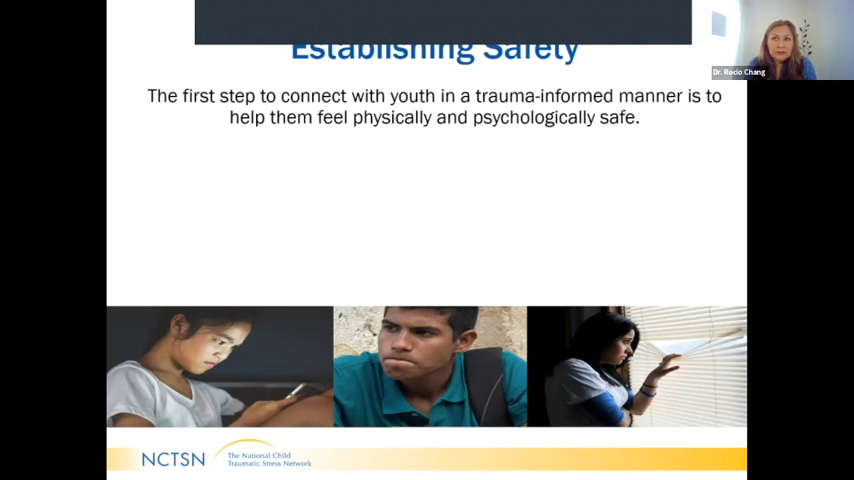 Establishing Safety
Dr. Rocio Chang
The first step to connect with youth in a trauma-informed manner is to
help them feel physically and psychologically safe.
NCTSN
The National Child
Traumatic Stress Network